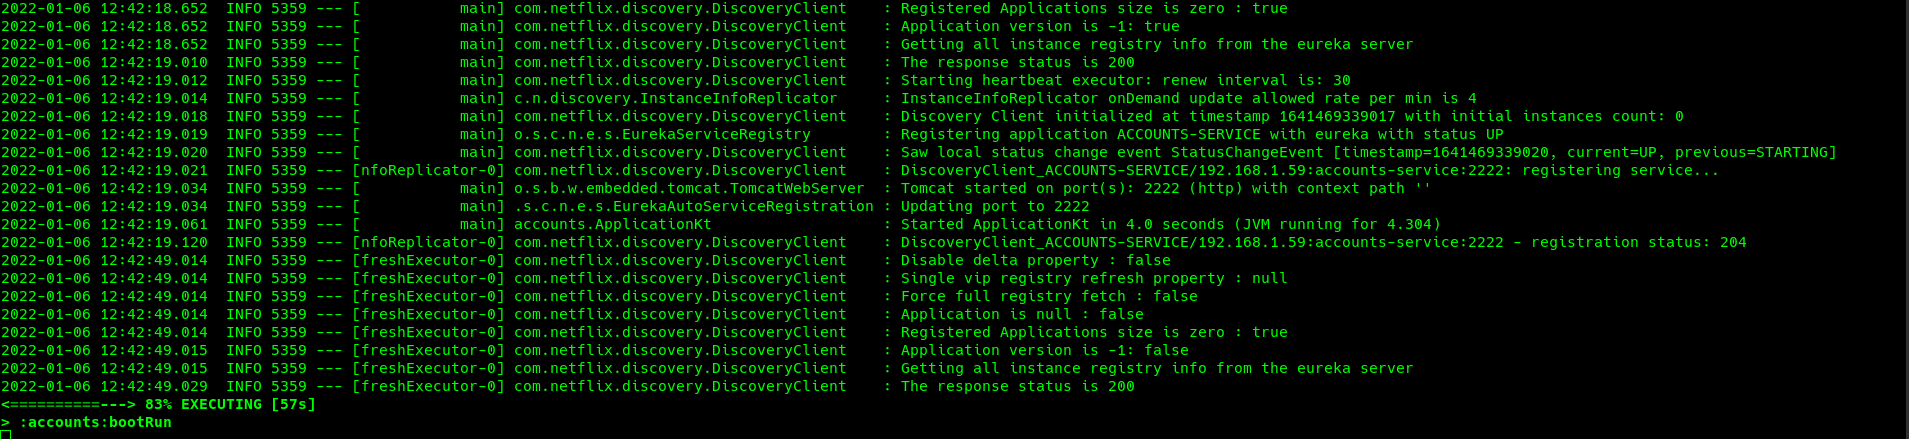 2022-01-06 12:42:18.652  INFO 5359 --- [           main] com.netflix.discovery.DiscoveryClient    : Registered Applications size is zero : true
2022-01-06 12:42:18.652  INFO 5359 --- [           main] com.netflix.discovery.DiscoveryClient    : Application version is -1: true
2022-01-06 12:42:18.652  INFO 5359 --- [           main] com.netflix.discovery.DiscoveryClient    : Getting all instance registry info from the eureka server
2022-01-06 12:42:19.010  INFO 5359 --- [           main] com.netflix.discovery.DiscoveryClient    : The response status is 200
2022-01-06 12:42:19.012  INFO 5359 --- [           main] com.netflix.discovery.DiscoveryClient    : Starting heartbeat executor: renew interval is: 30
2022-01-06 12:42:19.014  INFO 5359 --- [           main] c.n.discovery.InstanceInfoReplicator     : InstanceInfoReplicator onDemand update allowed rate per min is 4
2022-01-06 12:42:19.018  INFO 5359 --- [           main] com.netflix.discovery.DiscoveryClient    : Discovery Client initialized at timestamp 1641469339017 with initial instances count: 0
2022-01-06 12:42:19.019  INFO 5359 --- [           main] o.s.c.n.e.s.EurekaServiceRegistry        : Registering application ACCOUNTS-SERVICE with eureka with status UP
2022-01-06 12:42:19.020  INFO 5359 --- [           main] com.netflix.discovery.DiscoveryClient    : Saw local status change event StatusChangeEvent [timestamp=1641469339020, current=UP, previous=STARTING]
2022-01-06 12:42:19.021  INFO 5359 --- [nfoReplicator-0] com.netflix.discovery.DiscoveryClient    : DiscoveryClient_ACCOUNTS-SERVICE/192.168.1.59:accounts-service:2222: registering service...
2022-01-06 12:42:19.034  INFO 5359 --- [           main] o.s.b.w.embedded.tomcat.TomcatWebServer  : Tomcat started on port(s): 2222 (http) with context path ''
2022-01-06 12:42:19.034  INFO 5359 --- [           main] .s.c.n.e.s.EurekaAutoServiceRegistration : Updating port to 2222
2022-01-06 12:42:19.061  INFO 5359 --- [           main] accounts.ApplicationKt                   : Started ApplicationKt in 4.0 seconds (JVM running for 4.304)
2022-01-06 12:42:19.120  INFO 5359 --- [nfoReplicator-0] com.netflix.discovery.DiscoveryClient    : DiscoveryClient_ACCOUNTS-SERVICE/192.168.1.59:accounts-service:2222 - registration status: 204
2022-01-06 12:42:49.014  INFO 5359 --- [freshExecutor-0] com.netflix.discovery.DiscoveryClient    : Disable delta property : false
2022-01-06 12:42:49.014  INFO 5359 --- [freshExecutor-0] com.netflix.discovery.DiscoveryClient    : Single vip registry refresh property : null
2022-01-06 12:42:49.014  INFO 5359 --- [freshExecutor-0] com.netflix.discovery.DiscoveryClient    : Force full registry fetch : false
2022-01-06 12:42:49.014  INFO 5359 --- [freshExecutor-0] com.netflix.discovery.DiscoveryClient    : Application is null : false
2022-01-06 12:42:49.014  INFO 5359 --- [freshExecutor-0] com.netflix.discovery.DiscoveryClient    : Registered Applications size is zero : true
2022-01-06 12:42:49.015  INFO 5359 --- [freshExecutor-0] com.netflix.discovery.DiscoveryClient    : Application version is -1: false
2022-01-06 12:42:49.015  INFO 5359 --- [freshExecutor-0] com.netflix.discovery.DiscoveryClient    : Getting all instance registry info from the eureka server
2022-01-06 12:42:49.029  INFO 5359 --- [freshExecutor-0] com.netflix.discovery.DiscoveryClient    : The response status is 200
<==========---> 83% EXECUTING [57s]
> :accounts:bootRun